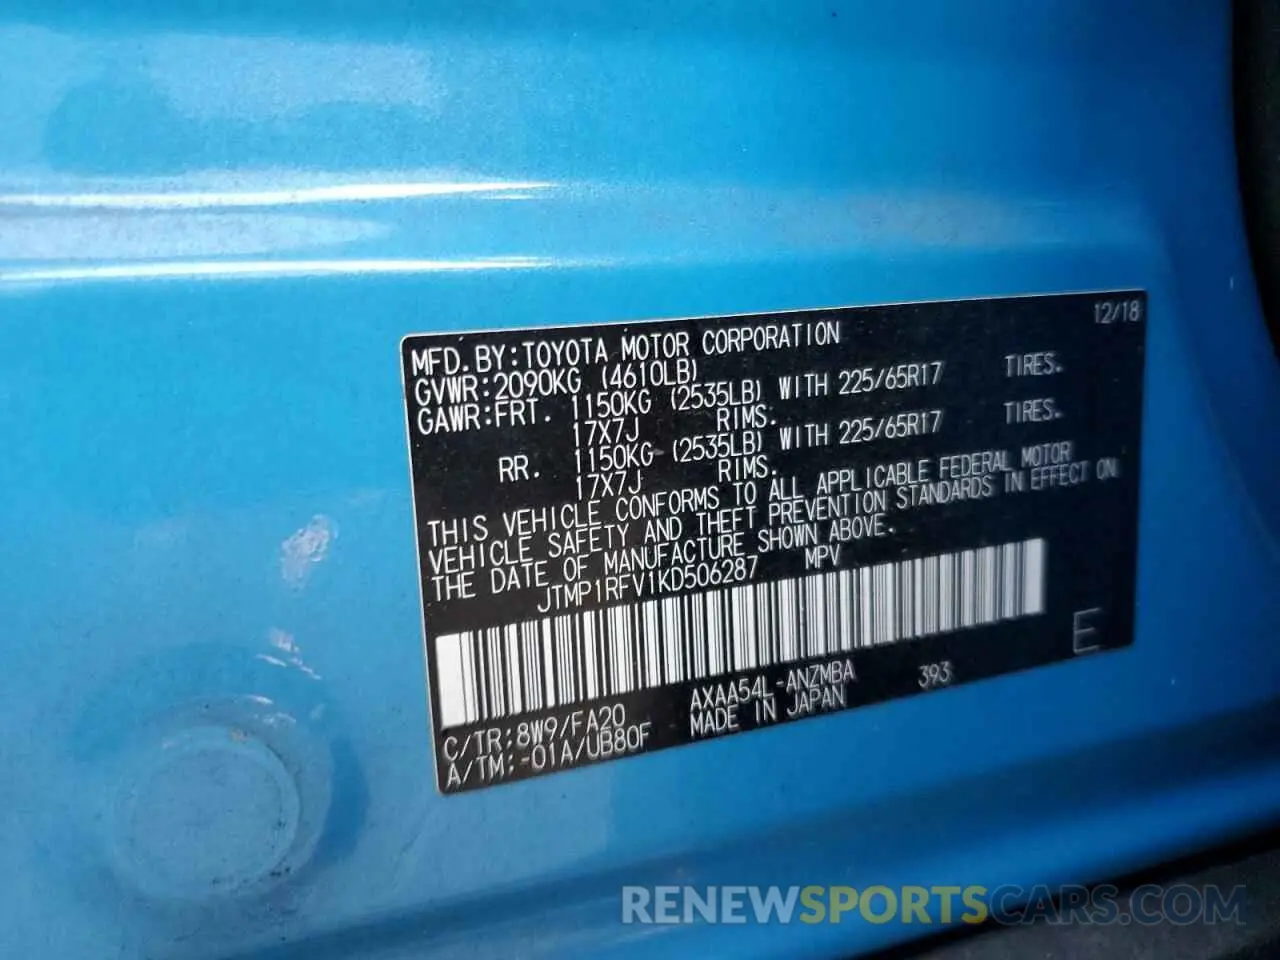 12/18
MFD.BY:TOYOTA MOTOR CORPORATION
GVWR:2090KG (4610LB)
GAWR:FRT. 1150KG (2535LB) WITH 225/65R17 TIRES.
17X7J RIMS.
RR. 1150KG (2535LB) WITH 225/65R17 TIRES.
17X7J RIMS.
THIS VEHICLE CONFORMS TO ALL APPLICABLE FEDERAL MOTOR
VEHICLE SAFETY AND THEFT PREVENTION STANDARDS IN EFFECT ON
THE DATE OF MANUFACTURE SHOWN ABOVE.
JTMP1RFV1KD506287 MPV
E
C/TR:8W9/FA20 AXAA54L-ANZMBA 393
A/TM:-01A/UB80F MADE IN JAPAN
RENEWSPORTSCARS.COM